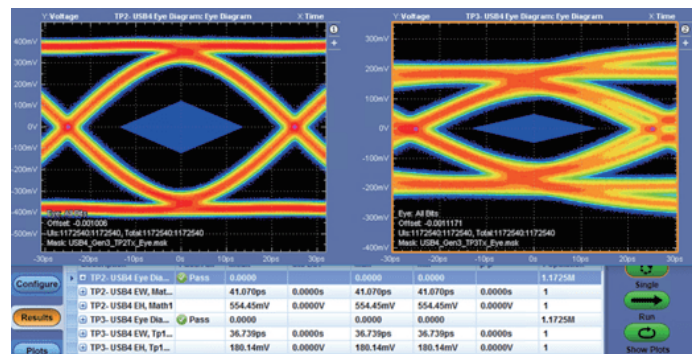 Y:Voltage TP2- USB4 Eye Diagram: Eye Diagram X:Time
1
+
400mV
300mV
200mV
100mV
0V
-100mV
-200mV
-300mV
-400mV
-500mV
Offset: -0.001006
UIs:1172540:1172540, Total:1172540:1172540
Mask: USB4_Gen3_TP2Tx_Eye.msk
-30ps -20ps -10ps 0s 10ps 20ps 30ps
Y:Voltage TP3- USB4 Eye Diagram: Eye Diagram X:Time
2
+
300mV
200mV
100mV
0V
-100mV
-200mV
-300mV
-400mV
Eye: All Bits
Offset: -0.0011171
UIs:1172540:1172540, Total:1172540:1172540
Mask: USB4_Gen3_TP3Tx_Eye.msk
-30ps -20ps -10ps 0s 10ps 20ps 30ps
Configure
Results
Plots
TP2- USB4 Eye Dia... Pass 0.0000 0.0000 0.0000 1.1725M
TP2- USB4 EW, Mat... 41.070ps 0.0000s 41.070ps 41.070ps 0.0000s 1
TP2- USB4 EH, Math1 554.45mV 0.0000V 554.45mV 554.45mV 0.0000V 1
TP3- USB4 Eye Dia... Pass 0.0000 0.0000 0.0000 1.1725M
TP3- USB4 EW, Tp1... 36.739ps 0.0000s 36.739ps 36.739ps 0.0000s 1
TP3- USB4 EH, Tp1... 180.14mV 0.0000V 180.14mV 180.14mV 0.0000V 1
Single
Run
Show Plots